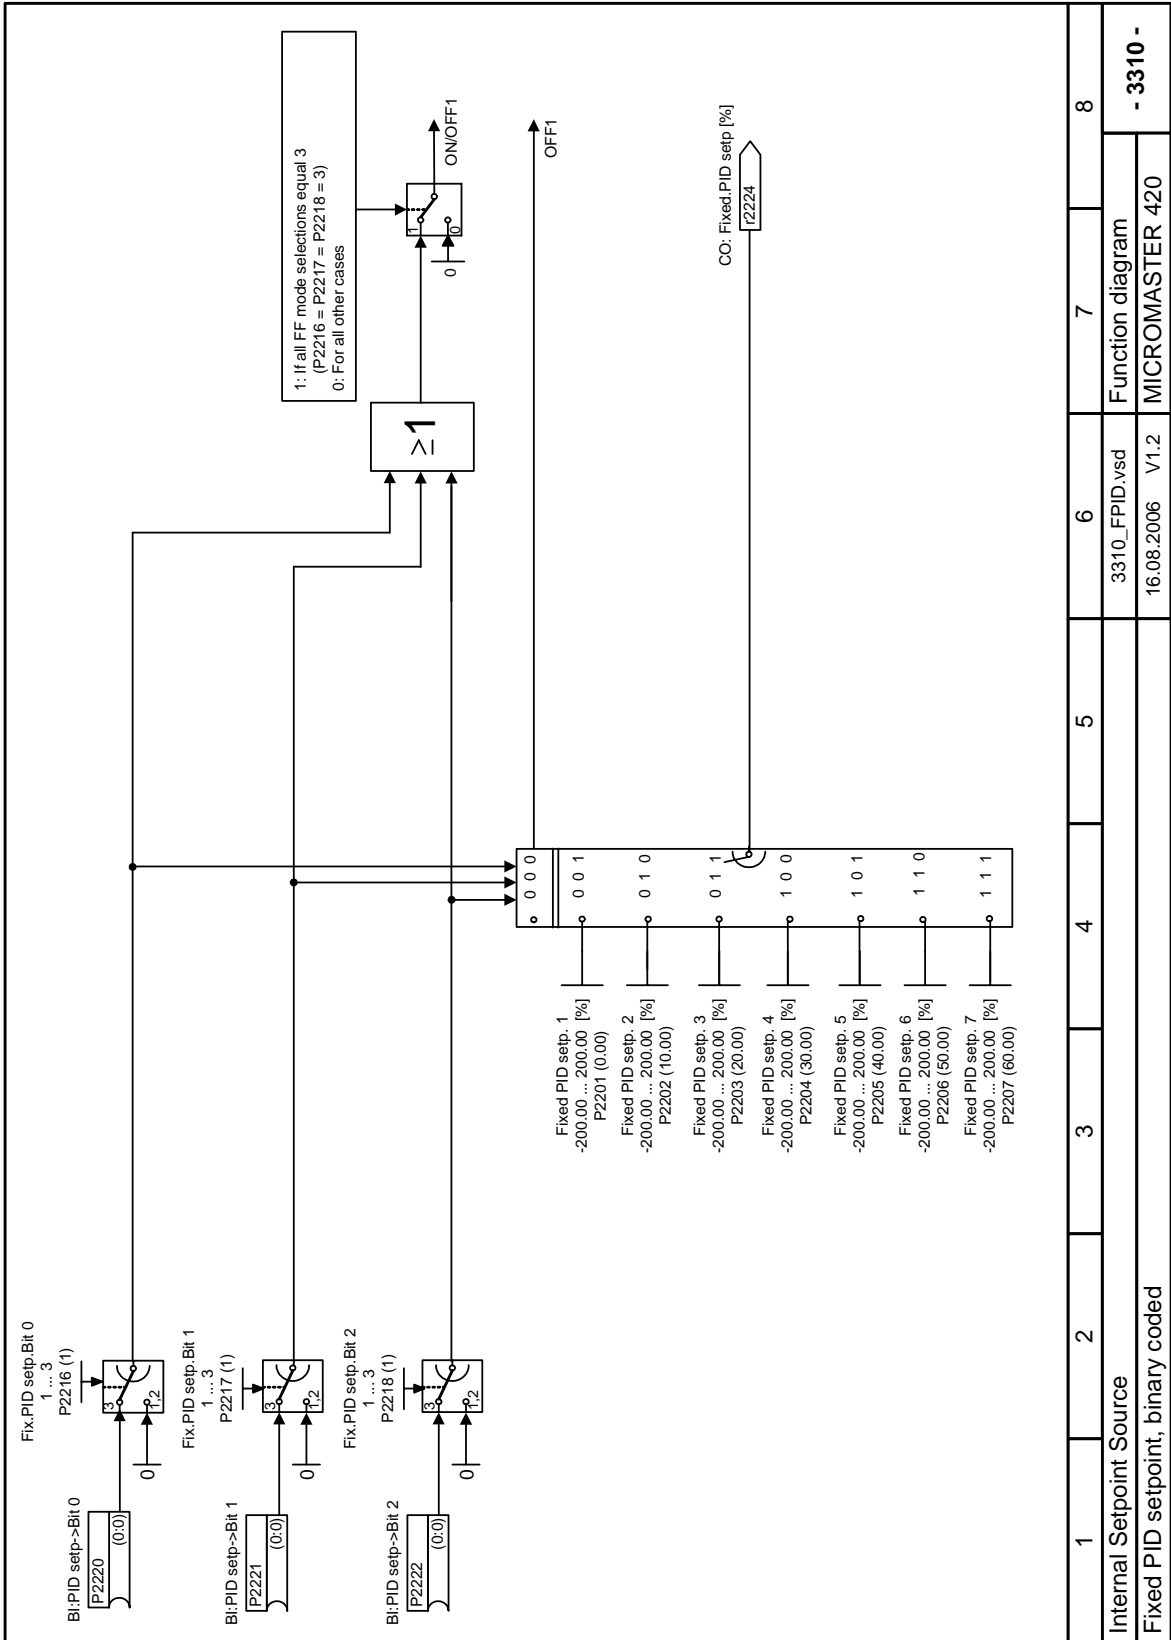 BI:PID setp->Bit 0
P2220
(0:0)
0
Fix.PID setp.Bit 0
1 ... 3
P2216 (1)
3
1,2
BI:PID setp->Bit 1
P2221
(0:0)
0
Fix.PID setp.Bit 1
1 ... 3
P2217 (1)
3
1,2
BI:PID setp->Bit 2
P2222
(0:0)
0
Fix.PID setp.Bit 2
1 ... 3
P2218 (1)
3
1,2
≥1
1: If all FF mode selections equal 3
(P2216 = P2217 = P2218 = 3)
0: For all other cases
1
0
0
ON/OFF1
0 0 0
OFF1
Fixed PID setp. 1
-200.00 ... 200.00 [%]
P2201 (0.00)
0 0 1
Fixed PID setp. 2
-200.00 ... 200.00 [%]
P2202 (10.00)
0 1 0
Fixed PID setp. 3
-200.00 ... 200.00 [%]
P2203 (20.00)
0 1 1
CO: Fixed.PID setp [%]
r2224
Fixed PID setp. 4
-200.00 ... 200.00 [%]
P2204 (30.00)
1 0 0
Fixed PID setp. 5
-200.00 ... 200.00 [%]
P2205 (40.00)
1 0 1
Fixed PID setp. 6
-200.00 ... 200.00 [%]
P2206 (50.00)
1 1 0
Fixed PID setp. 7
-200.00 ... 200.00 [%]
P2207 (60.00)
1 1 1
1 2 3 4 5 6 7 8
Internal Setpoint Source
3310_FPID.vsd
Function diagram
- 3310 -
Fixed PID setpoint, binary coded
16.08.2006 V1.2
MICROMASTER 420